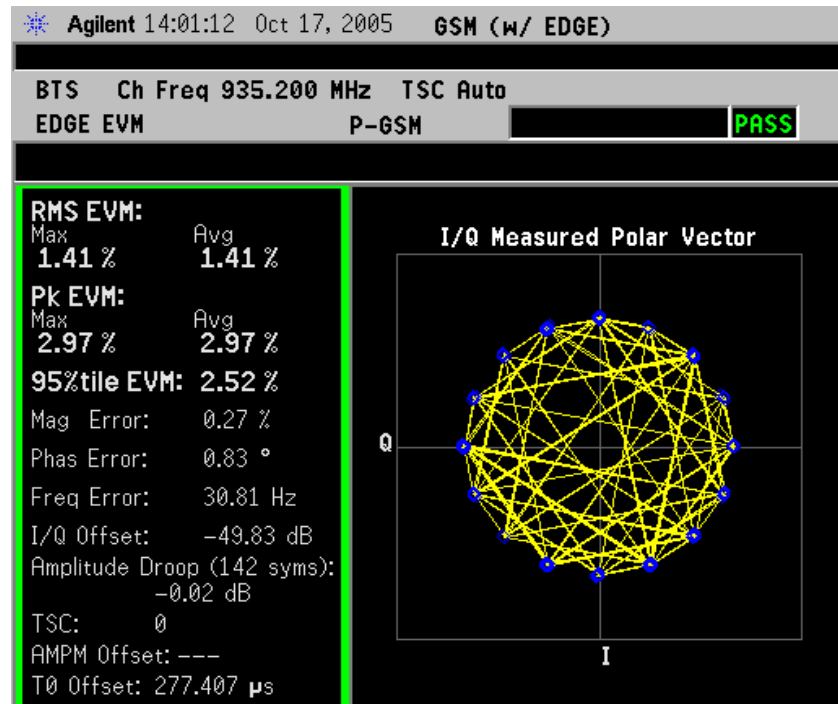 Agilent 14:01:12 Oct 17, 2005 GSM (w/ EDGE)
BTS Ch Freq 935.200 MHz TSC Auto
EDGE EVM P-GSM PASS
RMS EVM:
Max Avg
1.41 % 1.41 %
Pk EVM:
Max Avg
2.97 % 2.97 %
95%tile EVM: 2.52 %
Mag Error: 0.27 %
Phas Error: 0.83 °
Freq Error: 30.81 Hz
I/Q Offset: -49.83 dB
Amplitude Droop (142 syms):
-0.02 dB
TSC: 0
AMPM Offset: ---
T0 Offset: 277.407 µs
I/Q Measured Polar Vector
Q
I